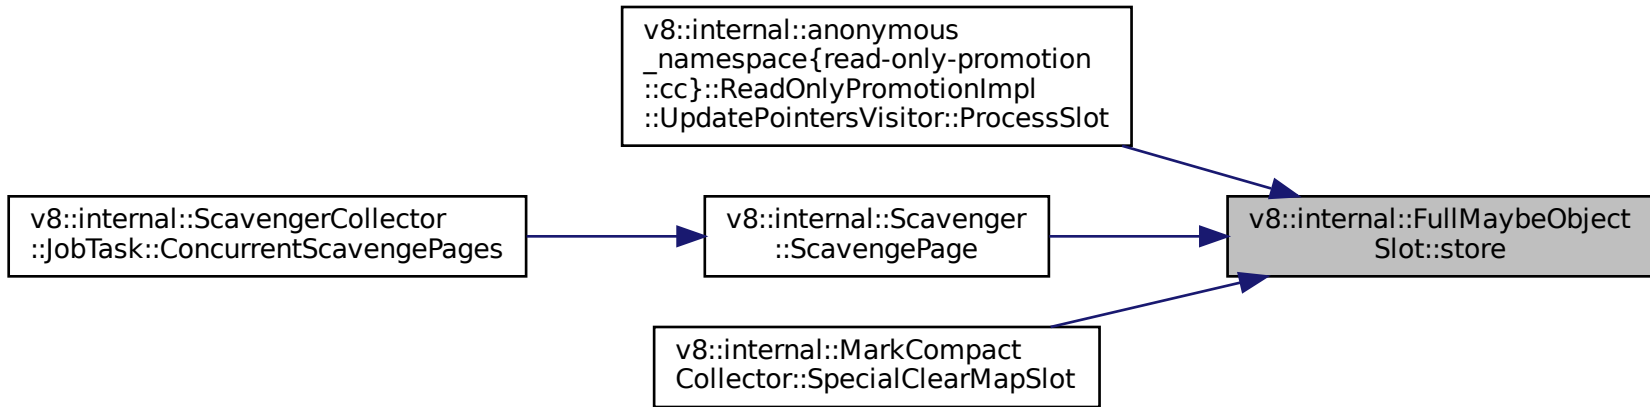 v8::internal::anonymous
_namespace{read-only-promotion
::cc}::ReadOnlyPromotionImpl
::UpdatePointersVisitor::ProcessSlot
v8::internal::ScavengerCollector
::JobTask::ConcurrentScavengePages
v8::internal::Scavenger
::ScavengePage
v8::internal::FullMaybeObject
Slot::store
v8::internal::MarkCompact
Collector::SpecialClearMapSlot